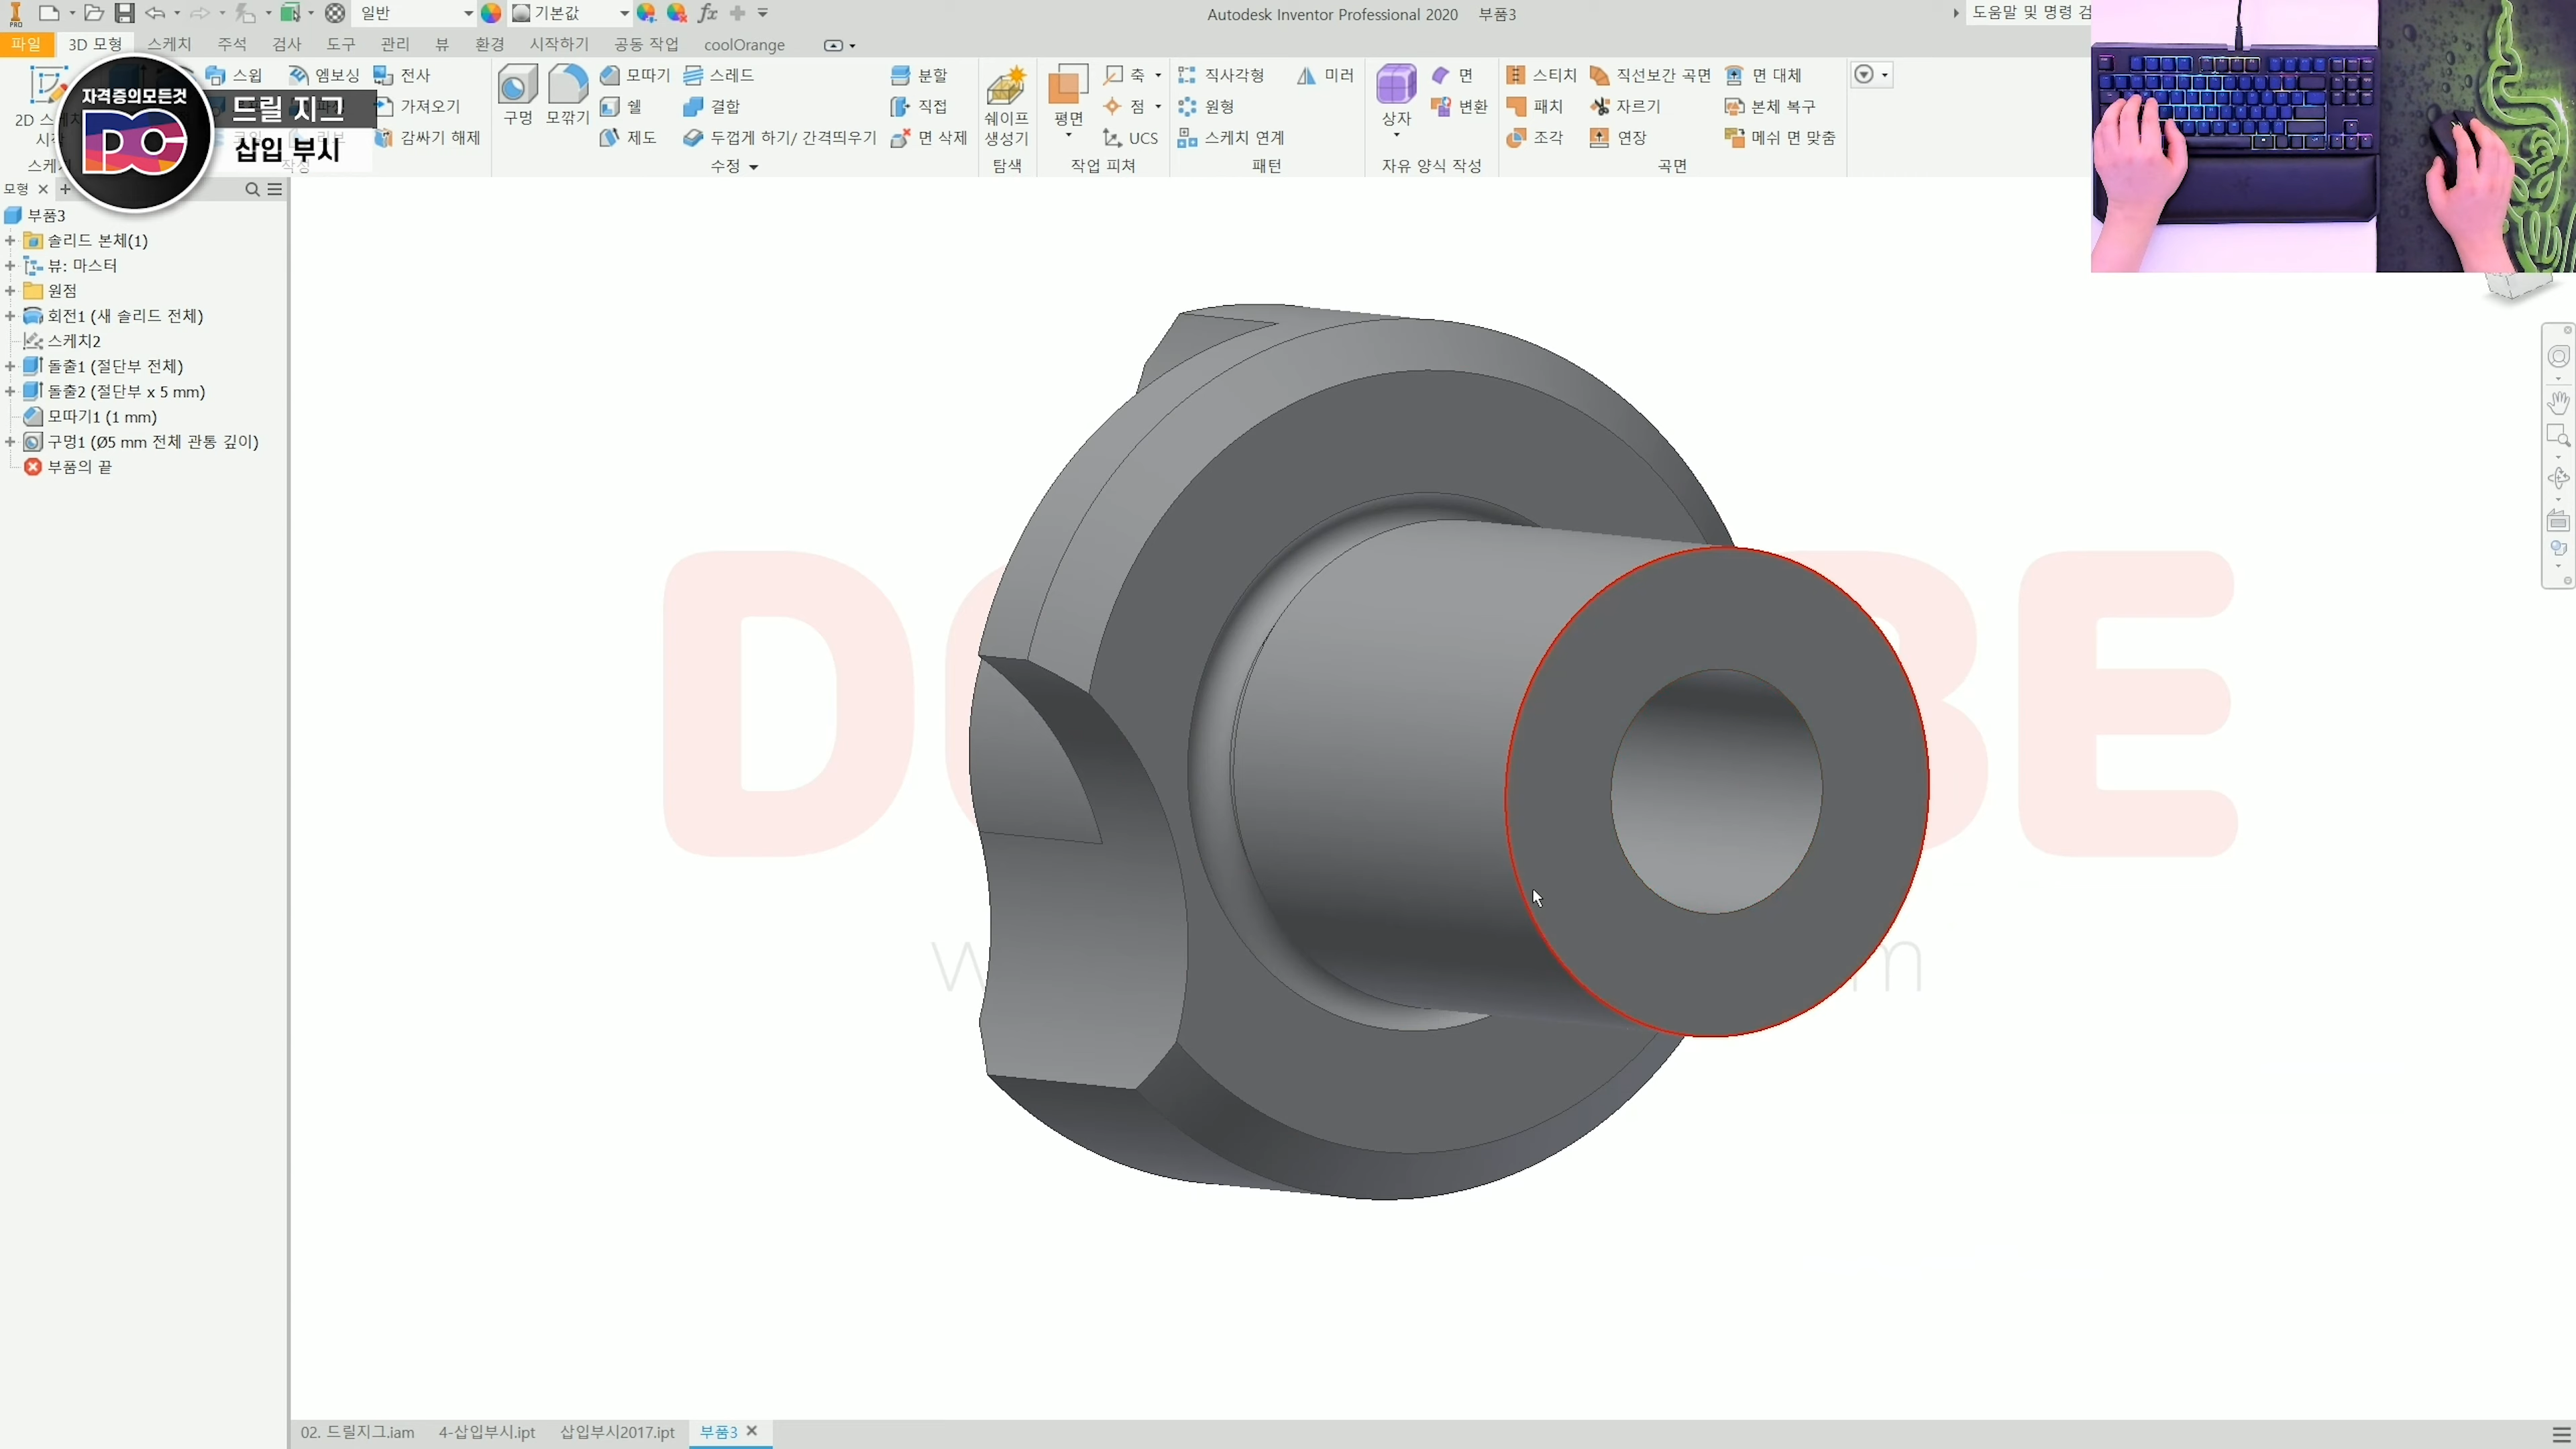 PRO
일반
기본값
fx
Autodesk Inventor Professional 2020 부품3
도움말 및 명령 검
파일 3D 모형 스케치 주석 검사 도구 관리 뷰 환경 시작하기 공동 작업 coolOrange
자격증의모든것
DC
드릴 지그
삽입 부시
스윕 엠보싱 전사
가져오기
감싸기 해제
구멍 모깎기
모따기 스레드 분할
쉘 결합 직접
제도 두껍게 하기/ 간격띄우기 면 삭제
수정
쉐이프
생성기
탐색
평면 축 점 UCS
작업 피쳐
직사각형 미러
원형
스케치 연계
패턴
상자 면 변환
자유 양식 작성
스티치 직선보간 곡면 면 대체
패치 자르기 본체 복구
조각 연장 메쉬 면 맞춤
곡면
모형
부품3
솔리드 본체(1)
뷰: 마스터
원점
회전1 (새 솔리드 전체)
스케치2
돌출1 (절단부 전체)
돌출2 (절단부 x 5 mm)
모따기1 (1 mm)
구멍1 (Ø5 mm 전체 관통 깊이)
부품의 끝
02. 드릴지그.iam 4-삽입부시.ipt 삽입부시2017.ipt 부품3